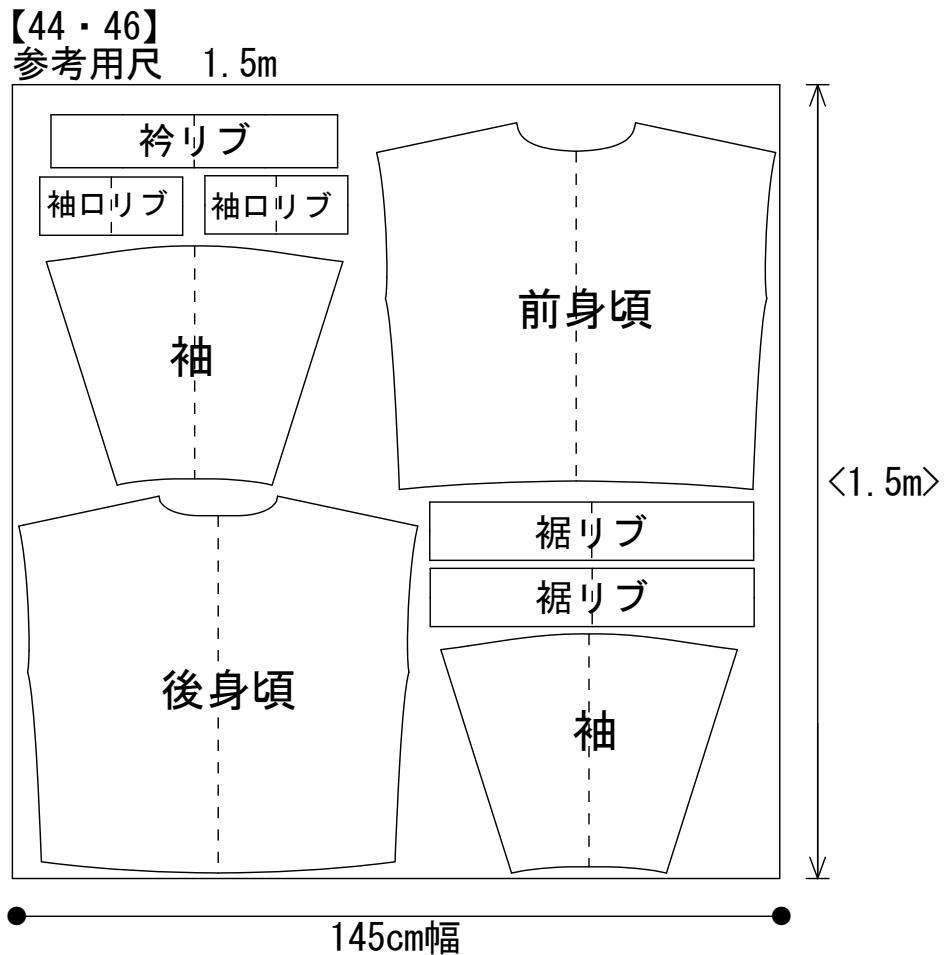 【44・46】
参考用尺　1.5m
衿リブ
袖口リブ
袖口リブ
袖
前身頃
<1.5m>
裾リブ
裾リブ
後身頃
袖
145cm幅